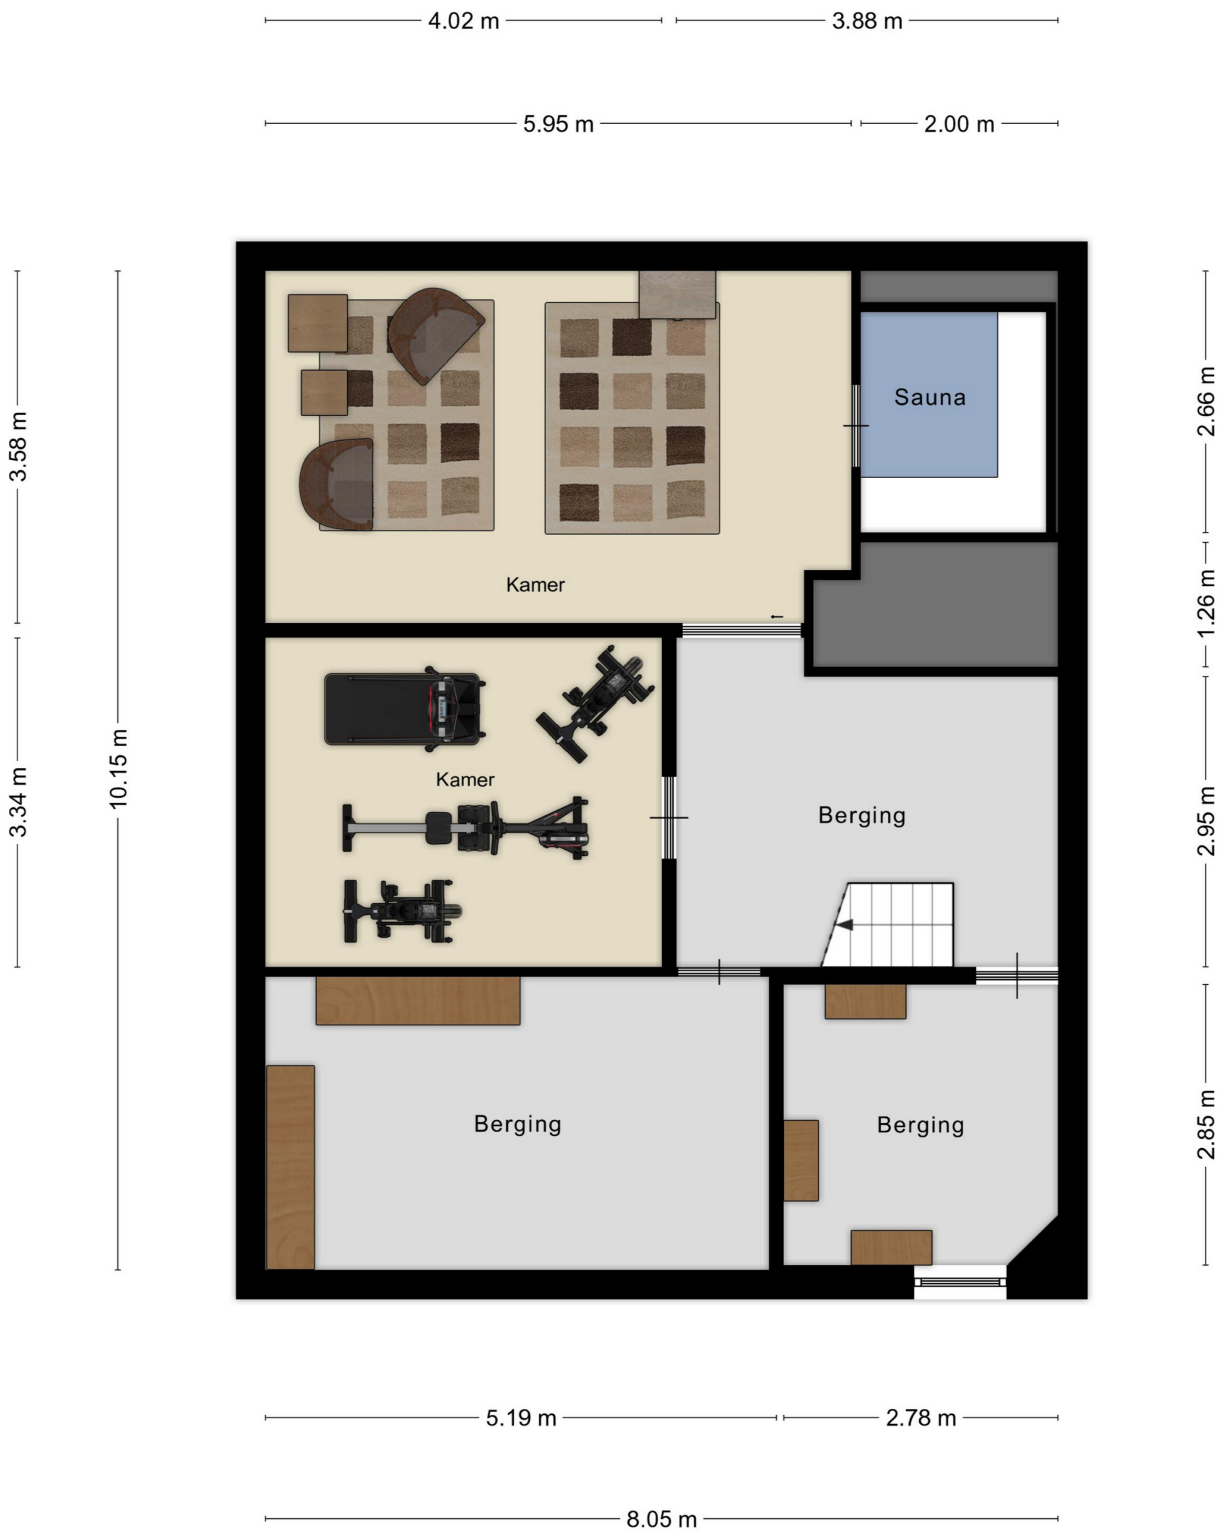 4.02 m
3.88 m
5.95 m
2.00 m
Sauna
2.66 m
3.58 m
Kamer
1.26 m
Kamer
10.15 m
3.34 m
Berging
2.95 m
Berging
Berging
2.85 m
5.19 m
2.78 m
8.05 m